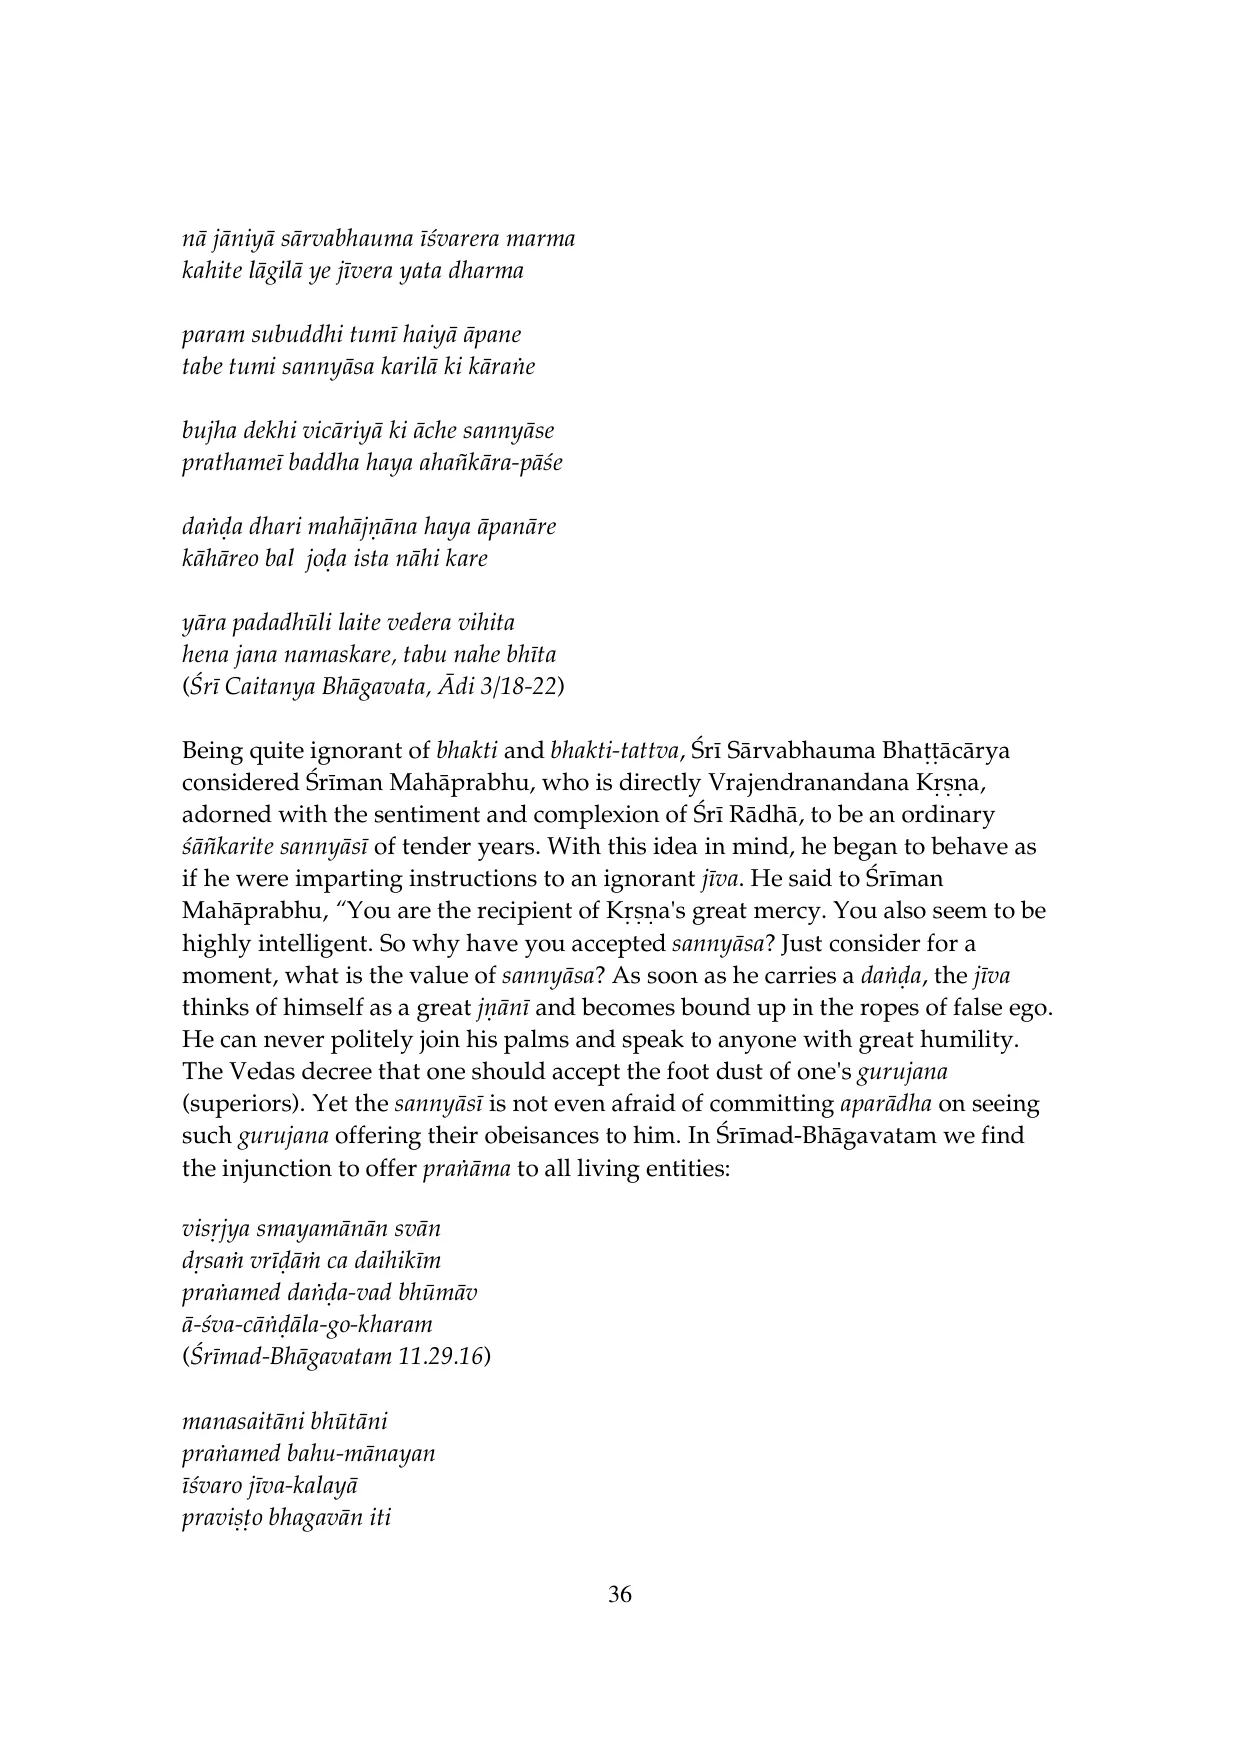 nā jāniyā sārvabhauma īśvarera marma
kahite lāgilā ye jīvera yata dharma
param subuddhi tumī haiyā āpane
tabe tumi sannyāsa karilā ki kāraṅe
bujha dekhi vicāriyā ki āche sannyāse
prathameī baddha haya ahañkāra-pāśe
daṅḍa dhari mahājṇāna haya āpanāre
kāhāreo bal joḍa ista nāhi kare
yāra padadhūli laite vedera vihita
hena jana namaskare, tabu nahe bhīta
(Śrī Caitanya Bhāgavata, Ādi 3/18-22)
Being quite ignorant of bhakti and bhakti-tattva, Śrī Sārvabhauma Bhaṭṭācārya
considered Śrīman Mahāprabhu, who is directly Vrajendranandana Kṛṣṇa,
adorned with the sentiment and complexion of Śrī Rādhā, to be an ordinary
śāñkarite sannyāsī of tender years. With this idea in mind, he began to behave as
if he were imparting instructions to an ignorant jīva. He said to Śrīman
Mahāprabhu, “You are the recipient of Kṛṣṇa's great mercy. You also seem to be
highly intelligent. So why have you accepted sannyāsa? Just consider for a
moment, what is the value of sannyāsa? As soon as he carries a daṅḍa, the jīva
thinks of himself as a great jṇānī and becomes bound up in the ropes of false ego.
He can never politely join his palms and speak to anyone with great humility.
The Vedas decree that one should accept the foot dust of one's gurujana
(superiors). Yet the sannyāsī is not even afraid of committing aparādha on seeing
such gurujana offering their obeisances to him. In Śrīmad-Bhāgavatam we find
the injunction to offer praṅāma to all living entities:
visṛjya smayamānān svān
dṛsaṁ vrīḍāṁ ca daihikīm
praṅamed daṅḍa-vad bhūmāv
ā-śva-cāṅḍāla-go-kharam
(Śrīmad-Bhāgavatam 11.29.16)
manasaitāni bhūtāni
praṅamed bahu-mānayan
īśvaro jīva-kalayā
praviṣṭo bhagavān iti
36